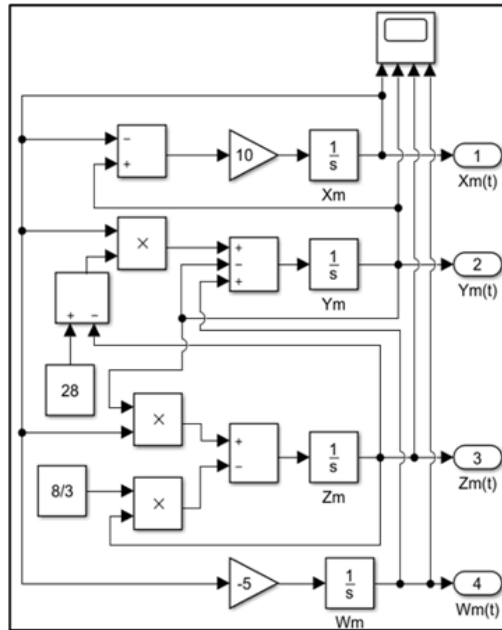 −
+
10
1
s
Xm
1
Xm(t)
×
+
−
+
1
s
Ym
2
Ym(t)
+
−
28
×
+
−
1
s
Zm
3
Zm(t)
8/3
×
-5
1
s
Wm
4
Wm(t)